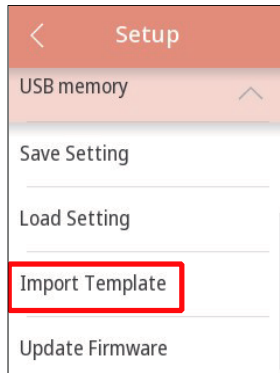 Setup
USB memory
Save Setting
Load Setting
Import Template
Update Firmware